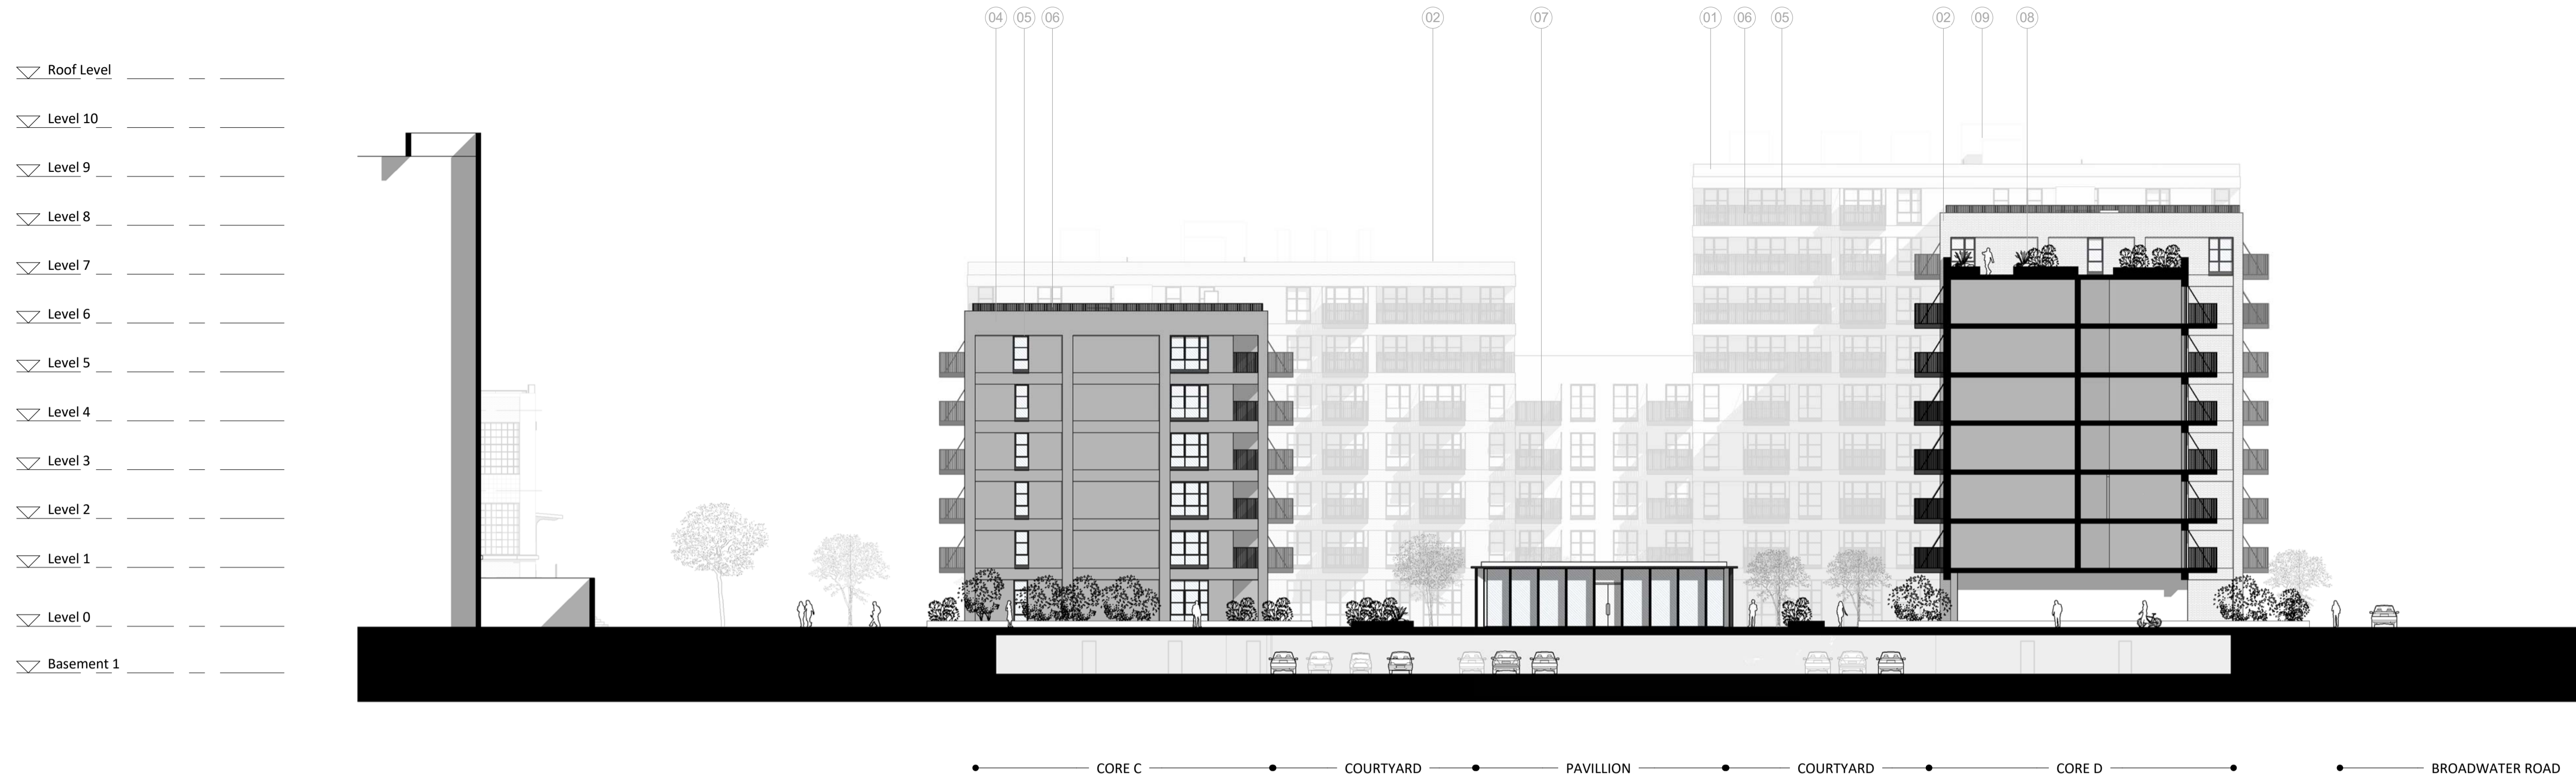 04 05 06 02 07 01 06 05 02 09 08
Roof Level
Level 10
Level 9
Level 8
Level 7
Level 6
Level 5
Level 4
Level 3
Level 2
Level 1
Level 0
Basement 1
CORE C COURTYARD PAVILLION COURTYARD CORE D BROADWATER ROAD